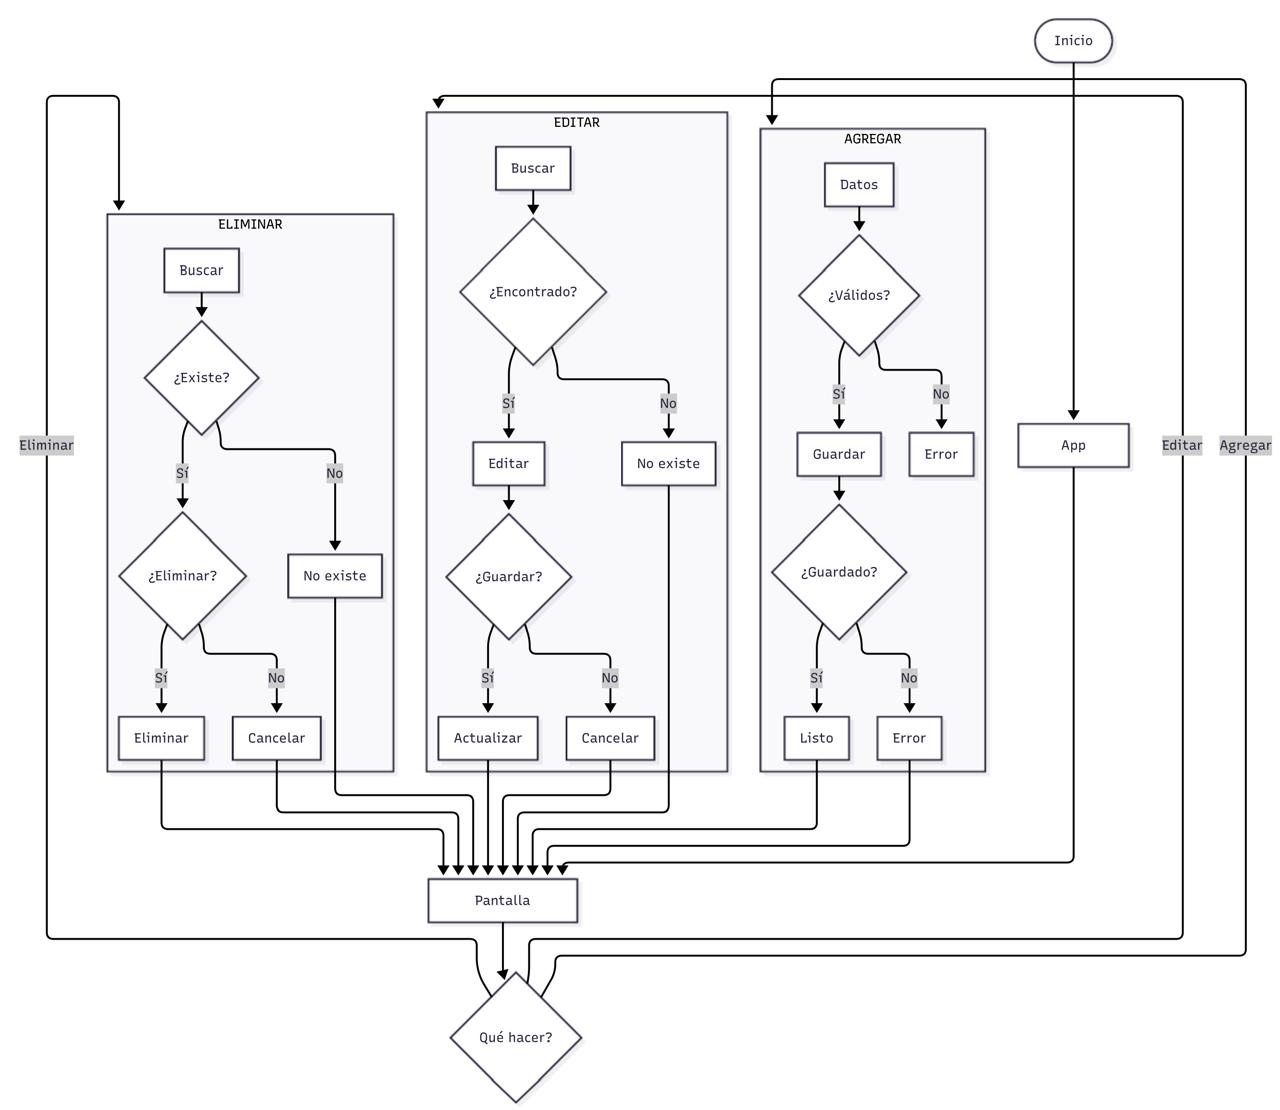 Inicio
EDITAR
AGREGAR
Buscar
Datos
ELIMINAR
Buscar
¿Encontrado?
¿Válidos?
¿Existe?
Sí
No
Sí
No
Eliminar
Sí
No
Editar
No existe
Guardar
Error
App
Editar
Agregar
¿Eliminar?
No existe
¿Guardar?
¿Guardado?
Sí
No
Sí
No
Sí
No
Eliminar
Cancelar
Actualizar
Cancelar
Listo
Error
Pantalla
Qué hacer?